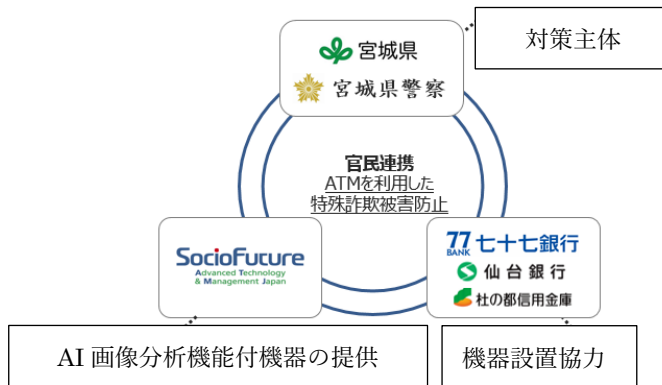 対策主体
宮城県
宮城県警察
官民連携
ATMを利用した
特殊詐欺被害防止
SocioFuture
Advanced Technology
& Management Japan
77 BANK 七十七銀行
仙台銀行
杜の都信用金庫
AI 画像分析機能付機器の提供
機器設置協力